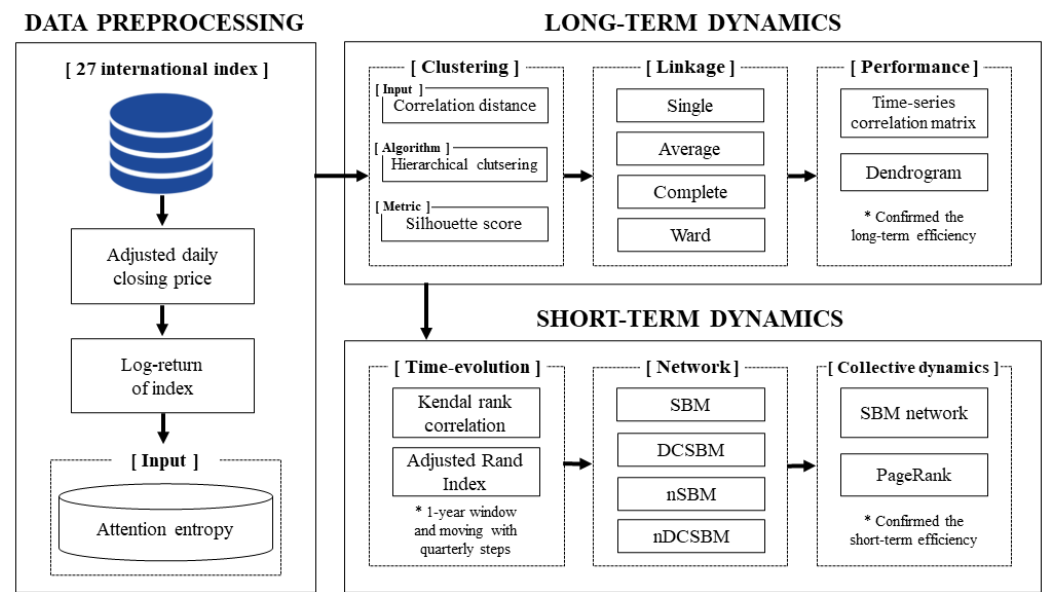 DATA PREPROCESSING
[ 27 international index ]
Adjusted daily
closing price
Log-return
of index
[ Input ]
Attention entropy
LONG-TERM DYNAMICS
[ Clustering ]
[ Input ]
Correlation distance
[ Algorithm ]
Hierarchical clutsering
[ Metric ]
Silhouette score
[ Linkage ]
Single
Average
Complete
Ward
[ Performance ]
Time-series
correlation matrix
Dendrogram
* Confirmed the
long-term efficiency
SHORT-TERM DYNAMICS
[ Time-evolution ]
Kendal rank
correlation
Adjusted Rand
Index
* 1-year window
and moving with
quarterly steps
[ Network ]
SBM
DCSBM
nSBM
nDCSBM
[ Collective dynamics ]
SBM network
PageRank
* Confirmed the
short-term efficiency